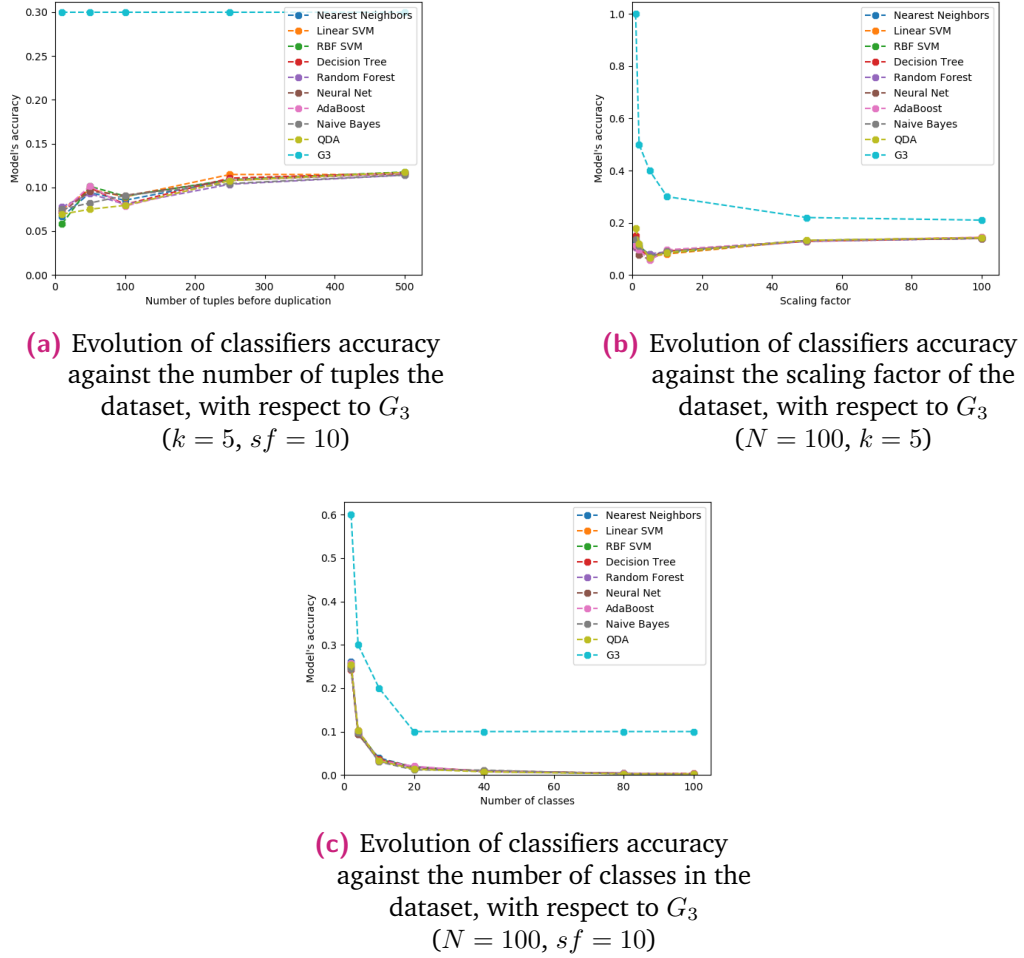 0.30
0.25
0.20
0.15
0.10
0.05
0.00
Model's accuracy
0
100
200
300
400
500
Number of tuples before duplication
Nearest Neighbors
Linear SVM
RBF SVM
Decision Tree
Random Forest
Neural Net
AdaBoost
Naive Bayes
QDA
G3
(a) Evolution of classifiers accuracy
against the number of tuples the
dataset, with respect to G₃
(k = 5, sf = 10)
1.0
0.8
0.6
0.4
0.2
0.0
Model's accuracy
0
20
40
60
80
100
Scaling factor
Nearest Neighbors
Linear SVM
RBF SVM
Decision Tree
Random Forest
Neural Net
AdaBoost
Naive Bayes
QDA
G3
(b) Evolution of classifiers accuracy
against the scaling factor of the
dataset, with respect to G₃
(N = 100, k = 5)
0.6
0.5
0.4
0.3
0.2
0.1
0.0
Model's accuracy
0
20
40
60
80
100
Number of classes
Nearest Neighbors
Linear SVM
RBF SVM
Decision Tree
Random Forest
Neural Net
AdaBoost
Naive Bayes
QDA
G3
(c) Evolution of classifiers accuracy
against the number of classes in the
dataset, with respect to G₃
(N = 100, sf = 10)